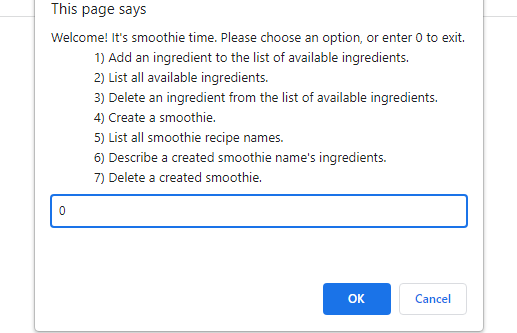 This page says
Welcome! It's smoothie time. Please choose an option, or enter 0 to exit.
1) Add an ingredient to the list of available ingredients.
2) List all available ingredients.
3) Delete an ingredient from the list of available ingredients.
4) Create a smoothie.
5) List all smoothie recipe names.
6) Describe a created smoothie name's ingredients.
7) Delete a created smoothie.
0
OK Cancel